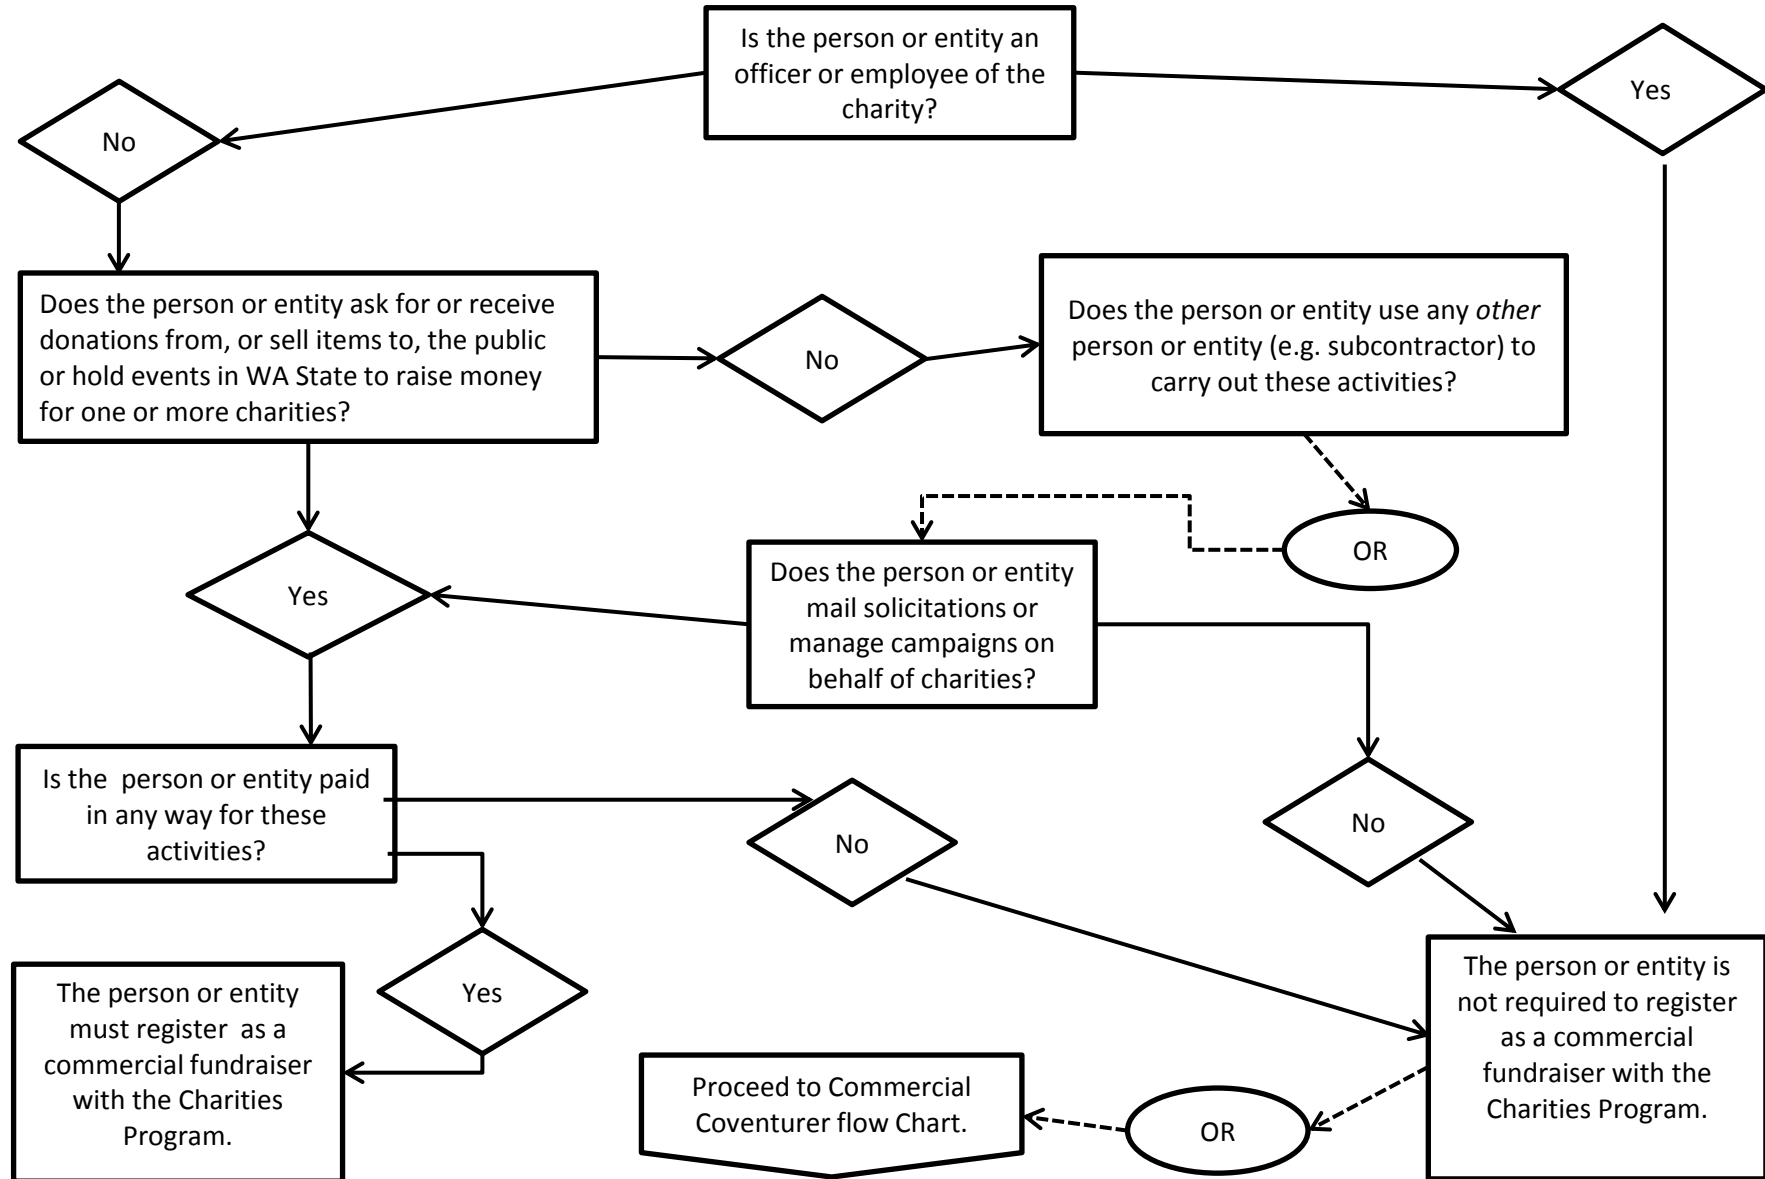 Is the person or entity an
officer or employee of the
charity?
Yes
No
Does the person or entity ask for or receive
donations from, or sell items to, the public
or hold events in WA State to raise money
for one or more charities?
No
Does the person or entity use any other
person or entity (e.g. subcontractor) to
carry out these activities?
OR
Yes
Does the person or entity
mail solicitations or
manage campaigns on
behalf of charities?
Is the person or entity paid
in any way for these
activities?
No
No
Yes
The person or entity
must register as a
commercial fundraiser
with the Charities
Program.
The person or entity is
not required to register
as a commercial
fundraiser with the
Charities Program.
Proceed to Commercial
Coventurer flow Chart.
OR